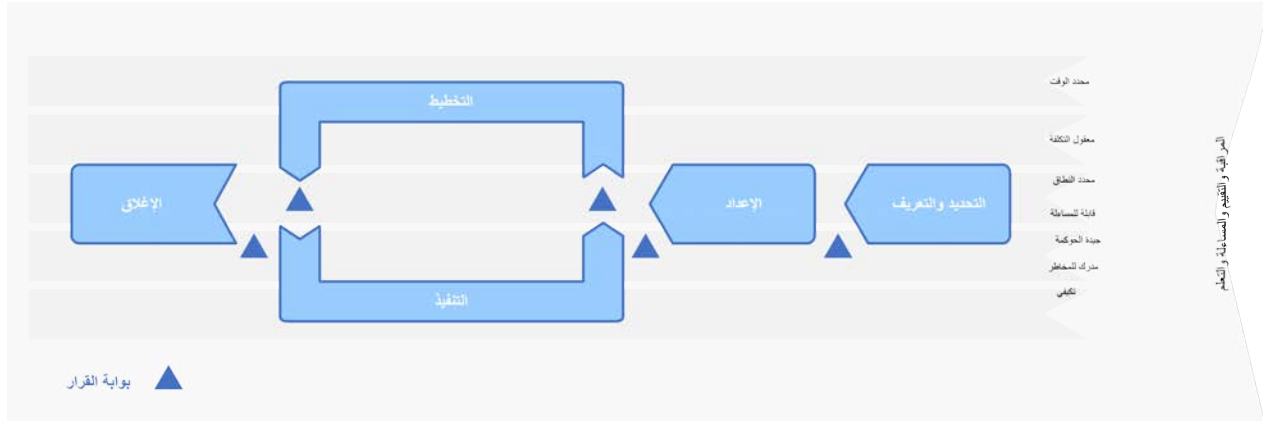 التخطيط
التحديد والتعريف
الإعداد
الإغلاق
التنفيذ
محدد الوقت
معقول التكلفة
محدد النطاق
قابلة للمساءلة
جيدة الحوكمة
مدرك للمخاطر
تكيفي
المراقبة والتقييم والمساءلة والتعلم
بوابة القرار